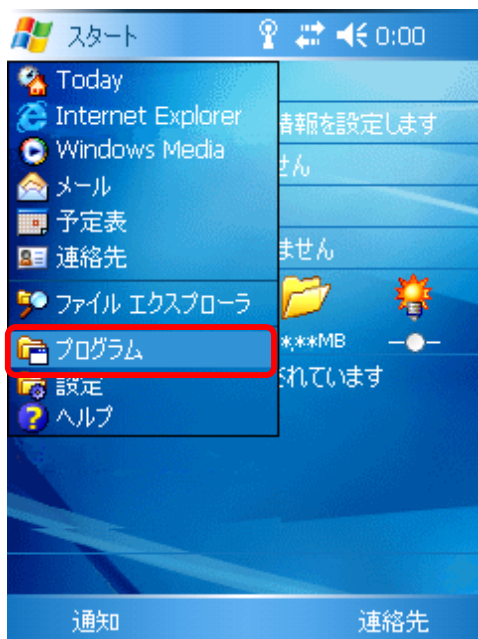 スタート 0:00
Today
Internet Explorer
Windows Media
メール
予定表
連絡先
ファイル エクスプローラ
プログラム
設定
ヘルプ
情報を設定します
せん
ません
*.**MB
されています
通知 連絡先